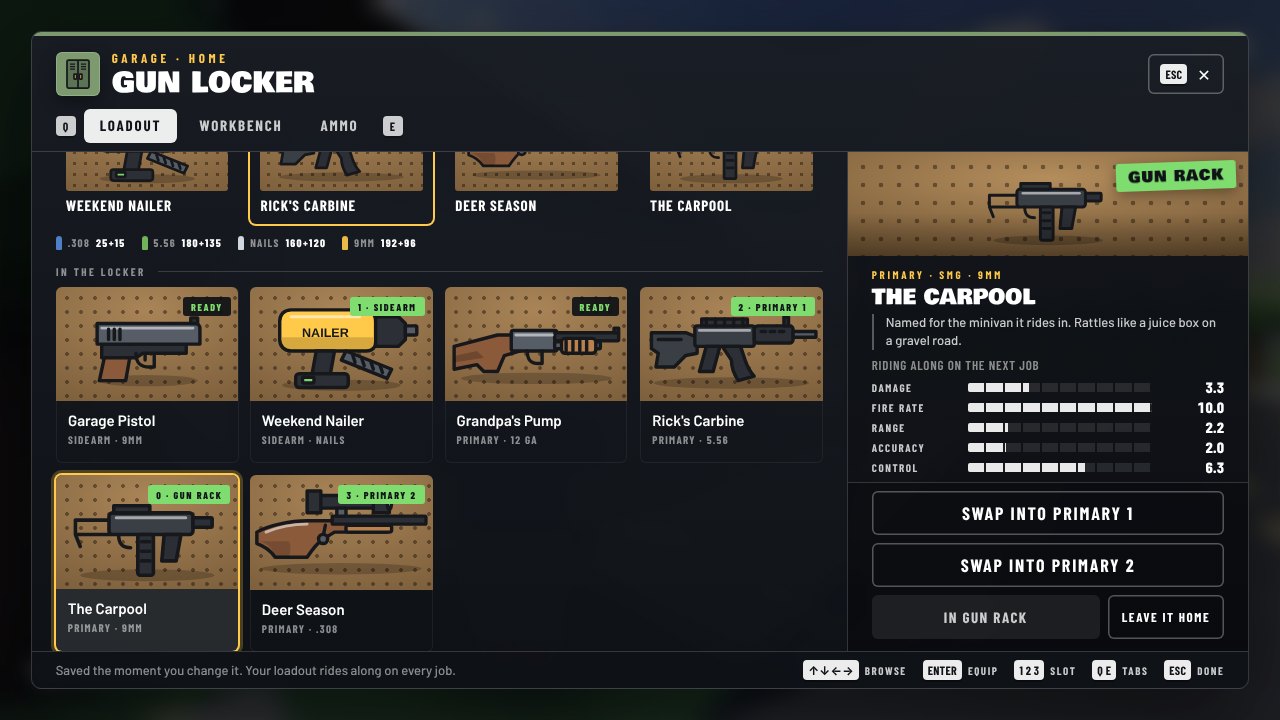 GARAGE · HOME
GUN LOCKER
ESC ✕
Q LOADOUT WORKBENCH AMMO E
WEEKEND NAILER
RICK'S CARBINE
DEER SEASON
THE CARPOOL
.308 25+15 5.56 180+135 NAILS 160+120 9MM 192+96
IN THE LOCKER
READY
Garage Pistol
SIDEARM · 9MM
1 · SIDEARM
NAILER
Weekend Nailer
SIDEARM · NAILS
READY
Grandpa's Pump
PRIMARY · 12 GA
2 · PRIMARY 1
Rick's Carbine
PRIMARY · 5.56
0 · GUN RACK
The Carpool
PRIMARY · 9MM
3 · PRIMARY 2
Deer Season
PRIMARY · .308
GUN RACK
PRIMARY · SMG · 9MM
THE CARPOOL
Named for the minivan it rides in. Rattles like a juice box on
a gravel road.
RIDING ALONG ON THE NEXT JOB
DAMAGE 3.3
FIRE RATE 10.0
RANGE 2.2
ACCURACY 2.0
CONTROL 6.3
SWAP INTO PRIMARY 1
SWAP INTO PRIMARY 2
IN GUN RACK
LEAVE IT HOME
Saved the moment you change it. Your loadout rides along on every job.
↑↓←→ BROWSE ENTER EQUIP 1 2 3 SLOT Q E TABS ESC DONE